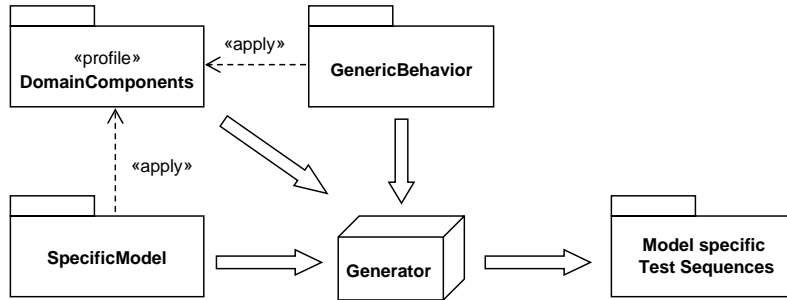 «profile»
DomainComponents
«apply»
GenericBehavior
«apply»
SpecificModel
Generator
Model specific
Test Sequences